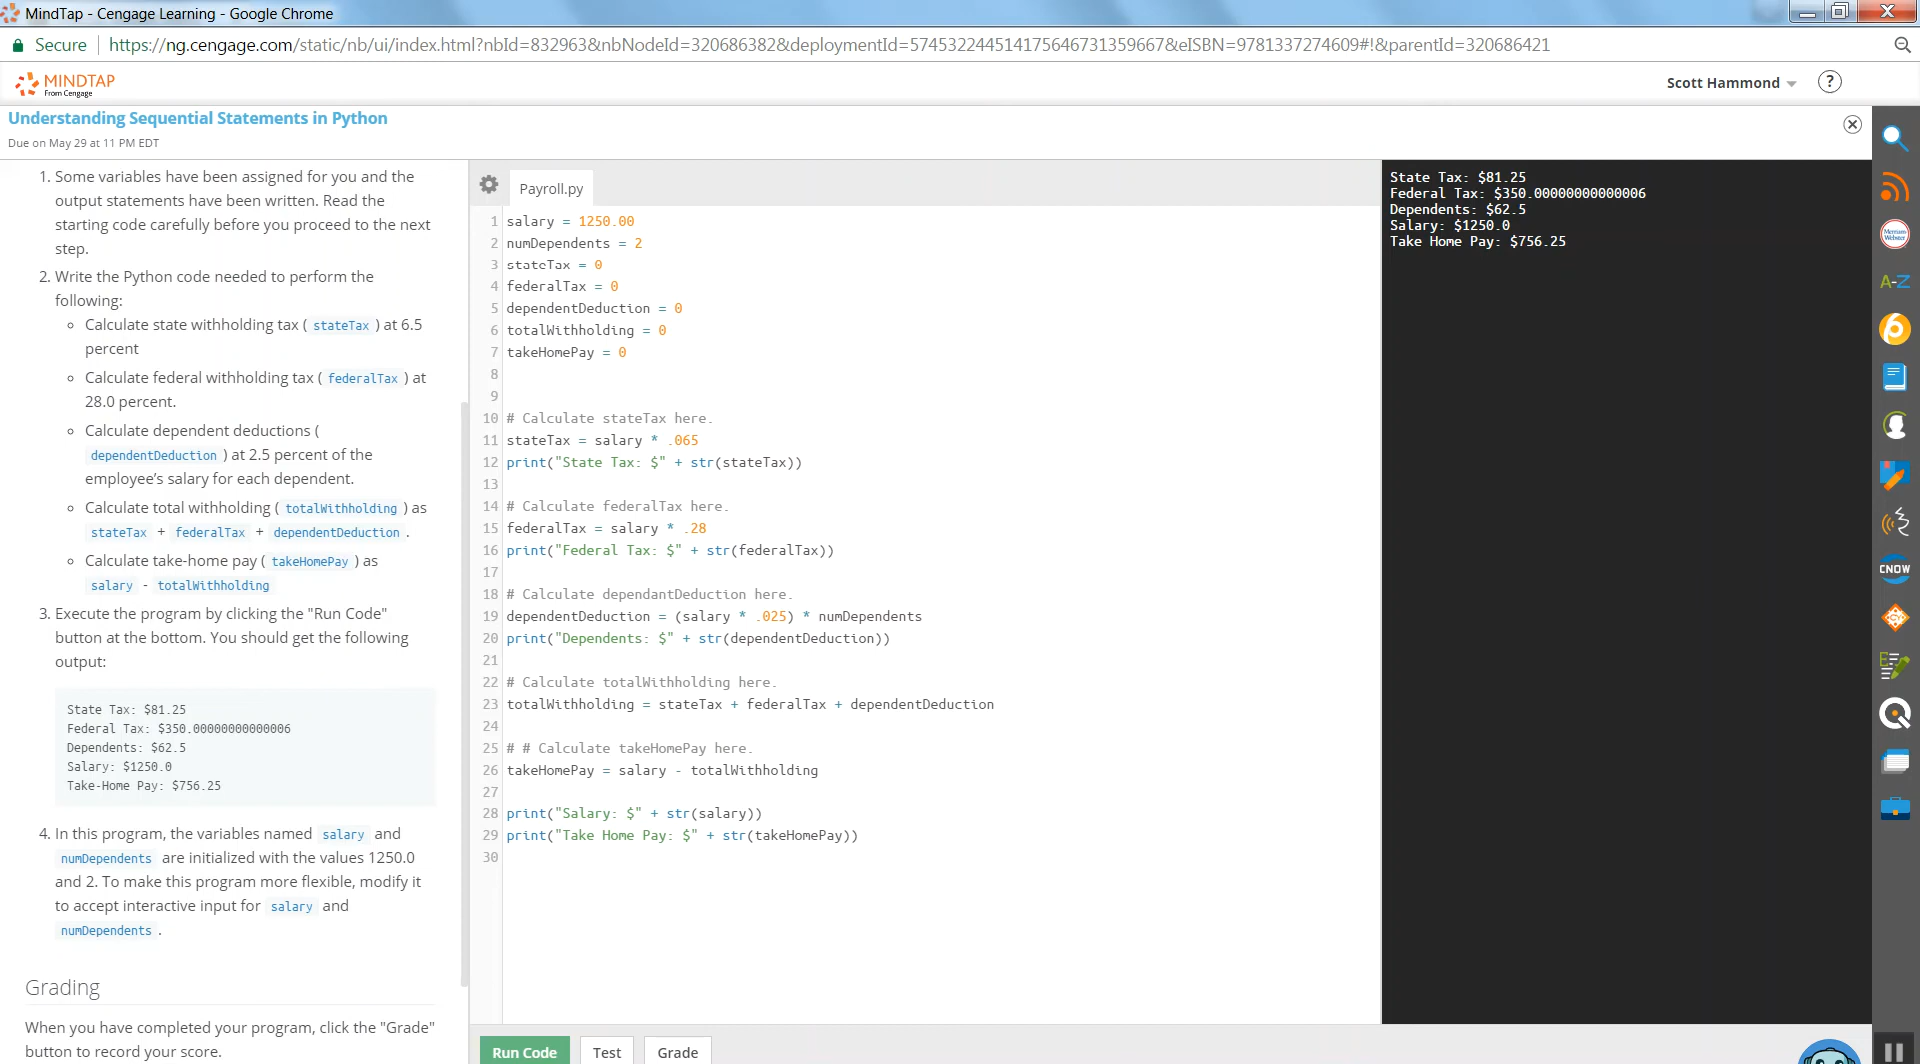 MindTap - Cengage Learning - Google Chrome
Secure | https://ng.cengage.com/static/nb/ui/index.html?nbId=832963&nbNodeId=320686382&deploymentId=574532244514175646731359667&eISBN=9781337274609#!&parentId=320686421
MINDTAP
From Cengage
Scott Hammond
?
Understanding Sequential Statements in Python
Due on May 29 at 11 PM EDT
1. Some variables have been assigned for you and the
output statements have been written. Read the
starting code carefully before you proceed to the next
step.
2. Write the Python code needed to perform the
following:
Calculate state withholding tax ( stateTax ) at 6.5
percent
Calculate federal withholding tax ( federalTax ) at
28.0 percent.
Calculate dependent deductions (
dependentDeduction ) at 2.5 percent of the
employee’s salary for each dependent.
Calculate total withholding ( totalWithholding ) as
stateTax + federalTax + dependentDeduction .
Calculate take-home pay ( takeHomePay ) as
salary - totalWithholding
3. Execute the program by clicking the "Run Code"
button at the bottom. You should get the following
output:
State Tax: $81.25
Federal Tax: $350.00000000000006
Dependents: $62.5
Salary: $1250.0
Take-Home Pay: $756.25
4. In this program, the variables named salary and
numDependents are initialized with the values 1250.0
and 2. To make this program more flexible, modify it
to accept interactive input for salary and
numDependents .
Grading
When you have completed your program, click the "Grade"
button to record your score.
Payroll.py
1 salary = 1250.00
2 numDependents = 2
3 stateTax = 0
4 federalTax = 0
5 dependentDeduction = 0
6 totalWithholding = 0
7 takeHomePay = 0
8
9
10 # Calculate stateTax here.
11 stateTax = salary * .065
12 print("State Tax: $" + str(stateTax))
13
14 # Calculate federalTax here.
15 federalTax = salary * .28
16 print("Federal Tax: $" + str(federalTax))
17
18 # Calculate dependantDeduction here.
19 dependentDeduction = (salary * .025) * numDependents
20 print("Dependents: $" + str(dependentDeduction))
21
22 # Calculate totalWithholding here.
23 totalWithholding = stateTax + federalTax + dependentDeduction
24
25 # # Calculate takeHomePay here.
26 takeHomePay = salary - totalWithholding
27
28 print("Salary: $" + str(salary))
29 print("Take Home Pay: $" + str(takeHomePay))
30
Run Code
Test
Grade
State Tax: $81.25
Federal Tax: $350.00000000000006
Dependents: $62.5
Salary: $1250.0
Take Home Pay: $756.25
Merriam-
Webster
A-Z
CNOW